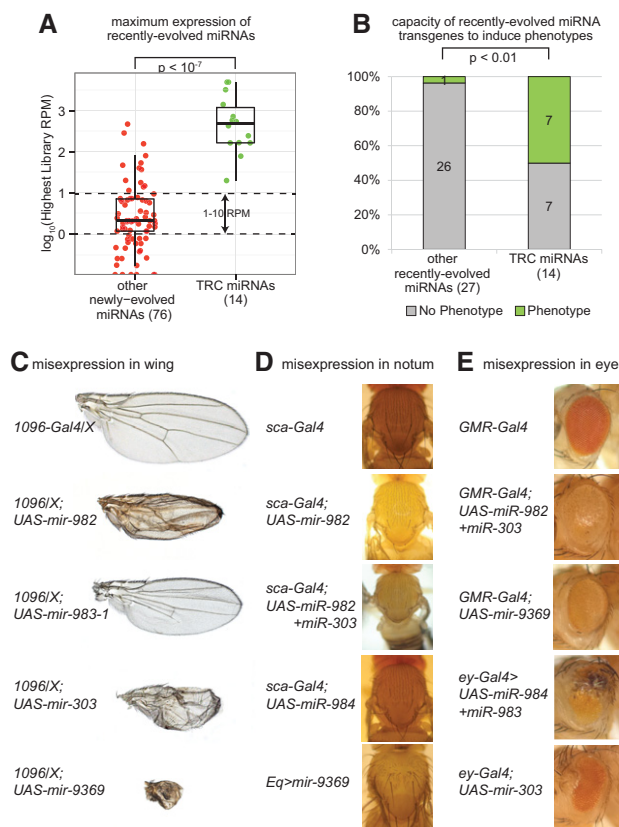 A
maximum expression of
recently-evolved miRNAs
p < 10-7
log10(Highest Library RPM)
3
2
1
0
1-10 RPM
other
newly−evolved
miRNAs (76)
TRC miRNAs
(14)
B
capacity of recently-evolved miRNA
transgenes to induce phenotypes
p < 0.01
100%
80%
60%
40%
20%
0%
1
26
7
7
other
recently-evolved
miRNAs (27)
TRC miRNAs
(14)
No Phenotype
Phenotype
C misexpression in wing
1096-Gal4/X
1096/X;
UAS-mir-982
1096/X;
UAS-mir-983-1
1096/X;
UAS-mir-303
1096/X;
UAS-mir-9369
D misexpression in notum
sca-Gal4
sca-Gal4;
UAS-miR-982
sca-Gal4;
UAS-miR-982
+miR-303
sca-Gal4;
UAS-miR-984
Eq>mir-9369
E misexpression in eye
GMR-Gal4
GMR-Gal4;
UAS-miR-982
+miR-303
GMR-Gal4;
UAS-mir-9369
ey-Gal4>
UAS-miR-984
+miR-983
ey-Gal4;
UAS-mir-303